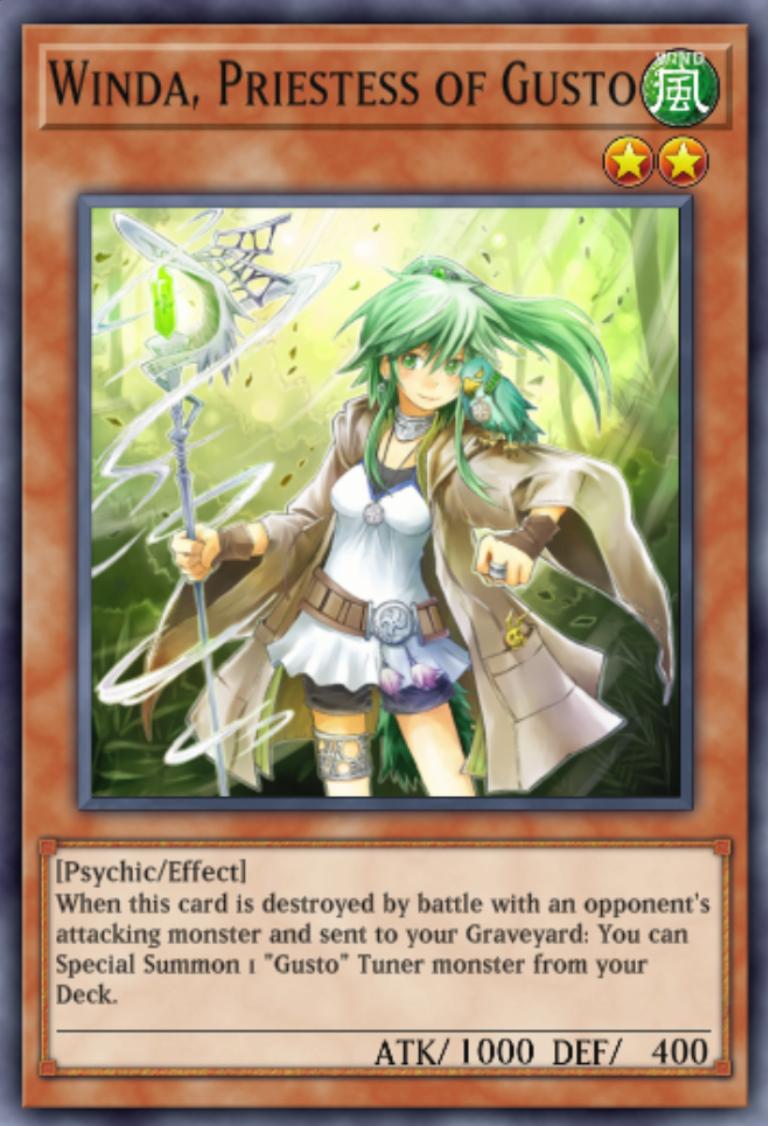 Winda, Priestess of Gusto
WIND
風
[Psychic/Effect]
When this card is destroyed by battle with an opponent's
attacking monster and sent to your Graveyard: You can
Special Summon 1 "Gusto" Tuner monster from your
Deck.
ATK/ 1000 DEF/ 400